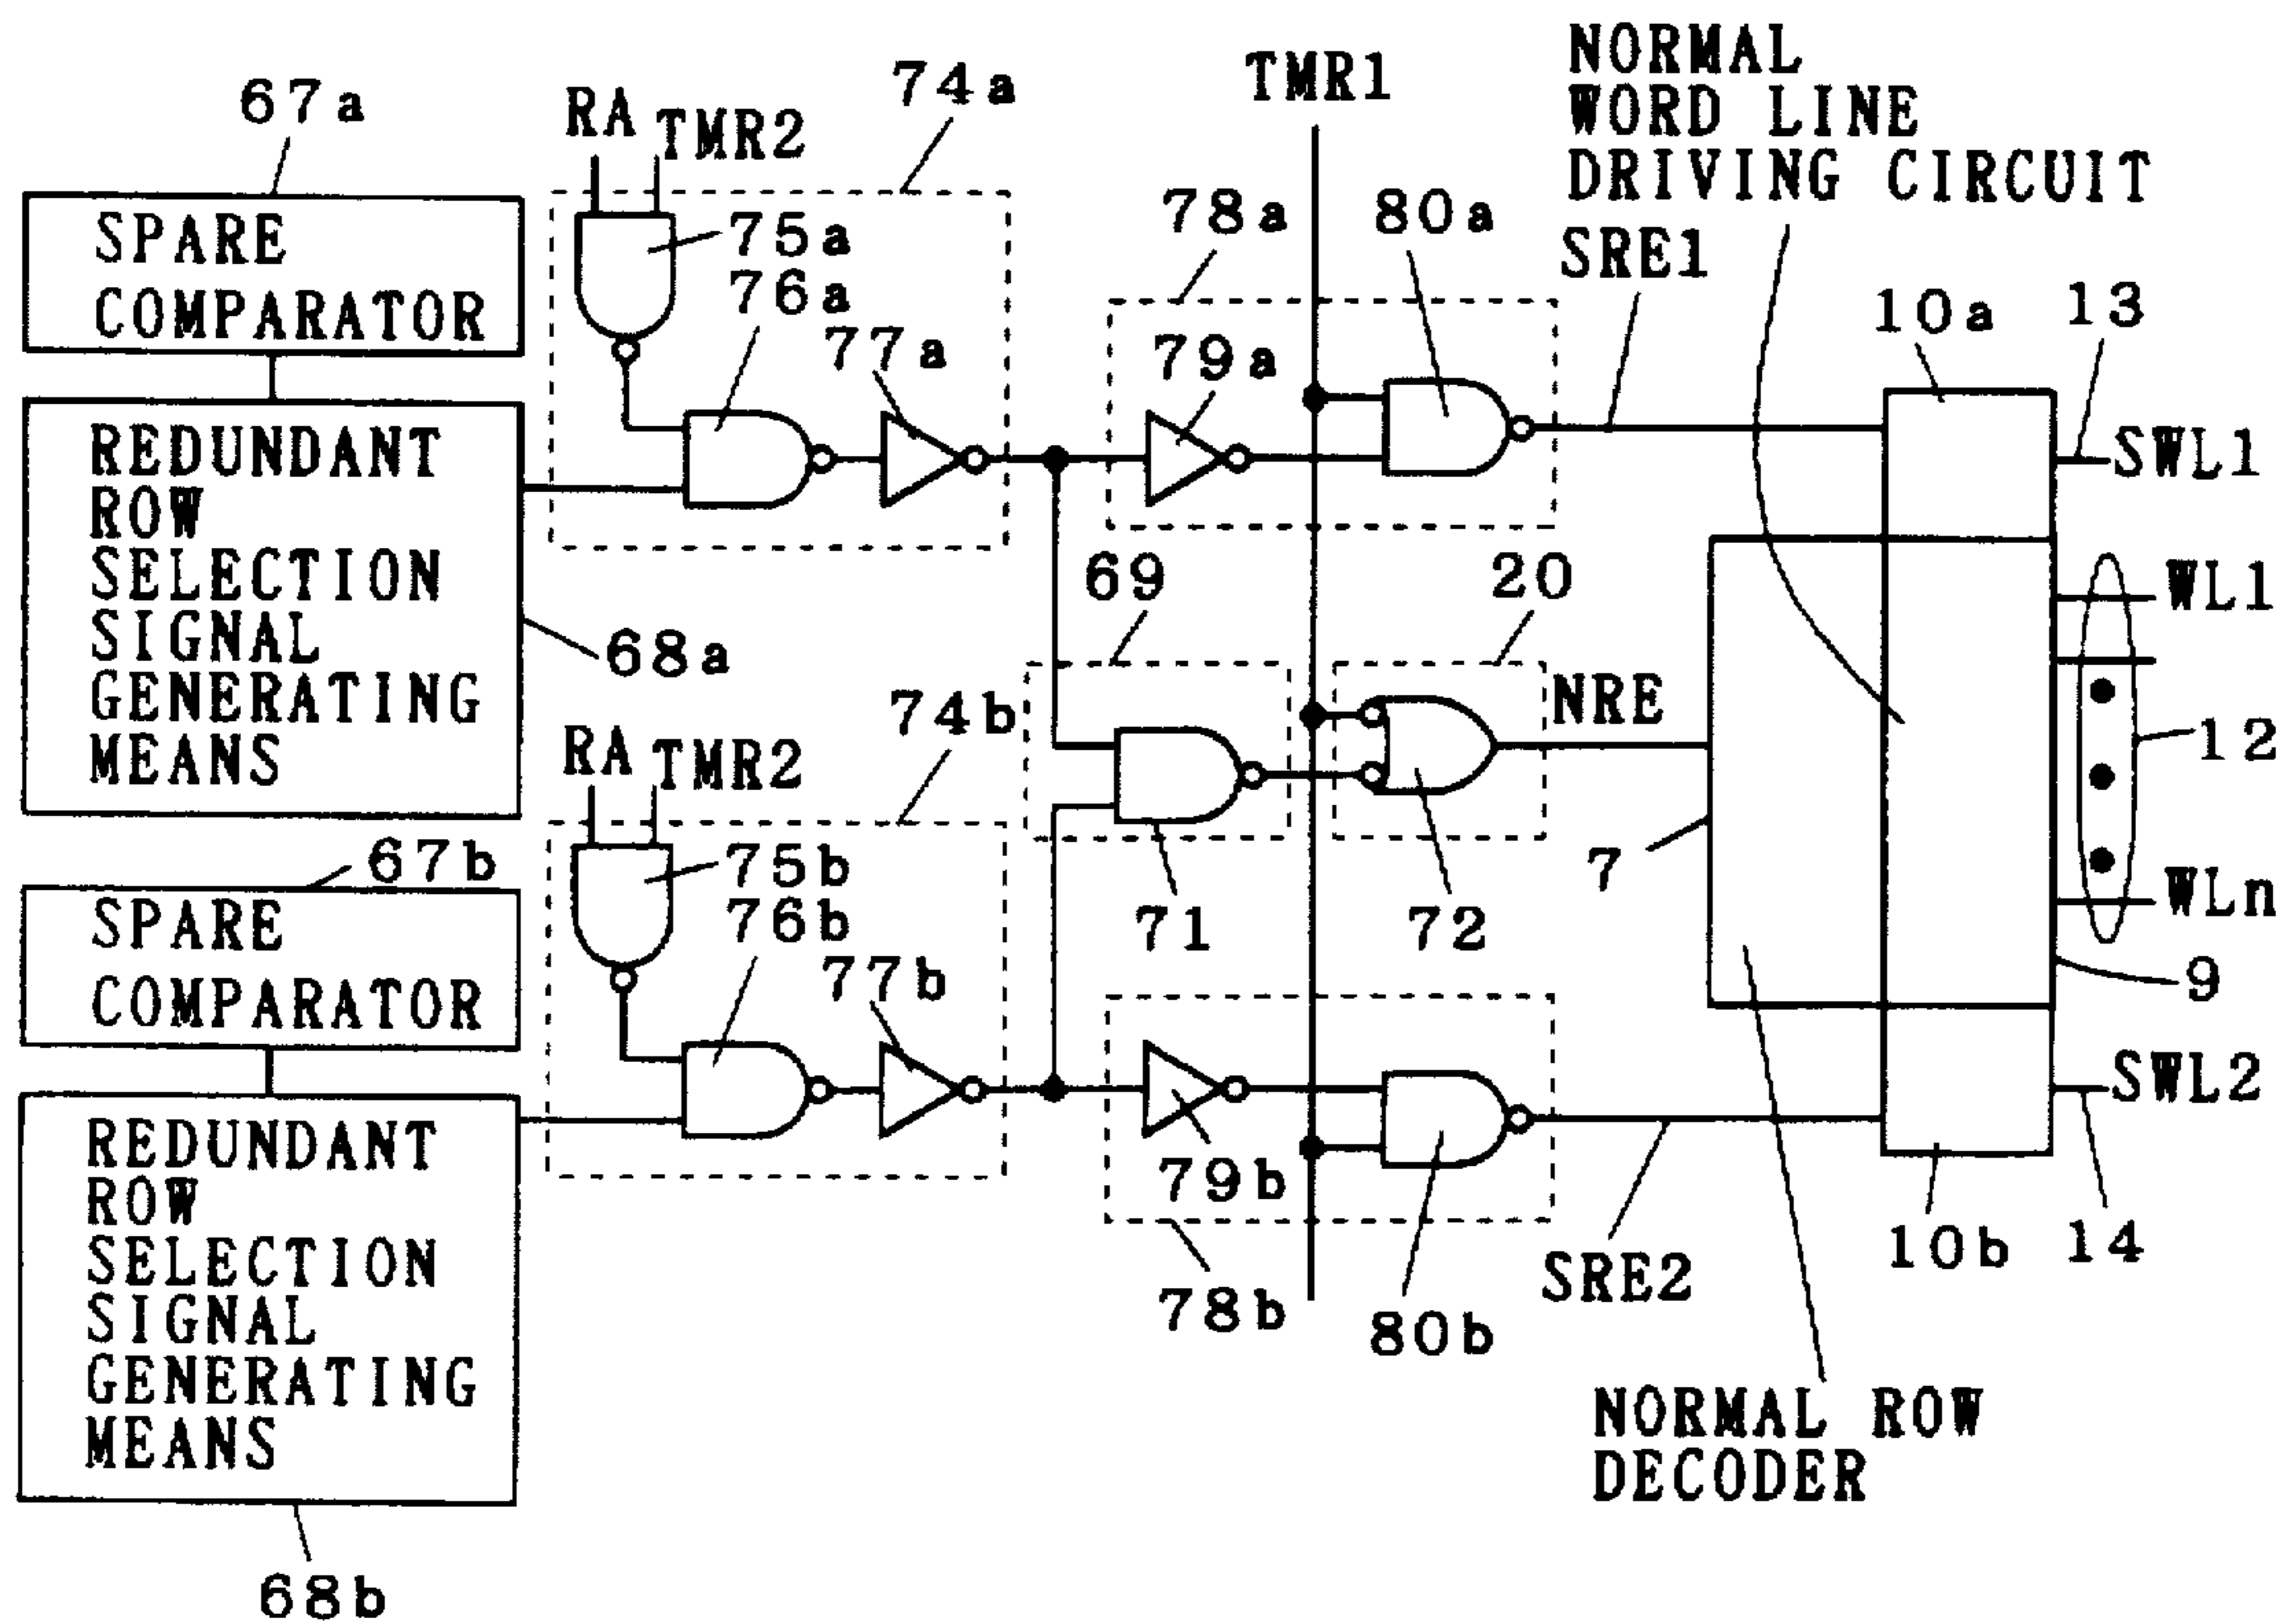 67a
RA
TMR2
74a
TMR1
NORMAL
WORD LINE
DRIVING CIRCUIT
SPARE
COMPARATOR
75a
76a
77a
78a
79a
80a
SRE1
10a
13
SWL1
REDUNDANT
ROW
SELECTION
SIGNAL
GENERATING
MEANS
68a
69
20
NRE
WL1
12
WLn
RA
TMR2
74b
71
72
7
9
67b
SPARE
COMPARATOR
75b
76b
77b
79b
78b
80b
SRE2
10b
14
SWL2
REDUNDANT
ROW
SELECTION
SIGNAL
GENERATING
MEANS
68b
NORMAL ROW
DECODER